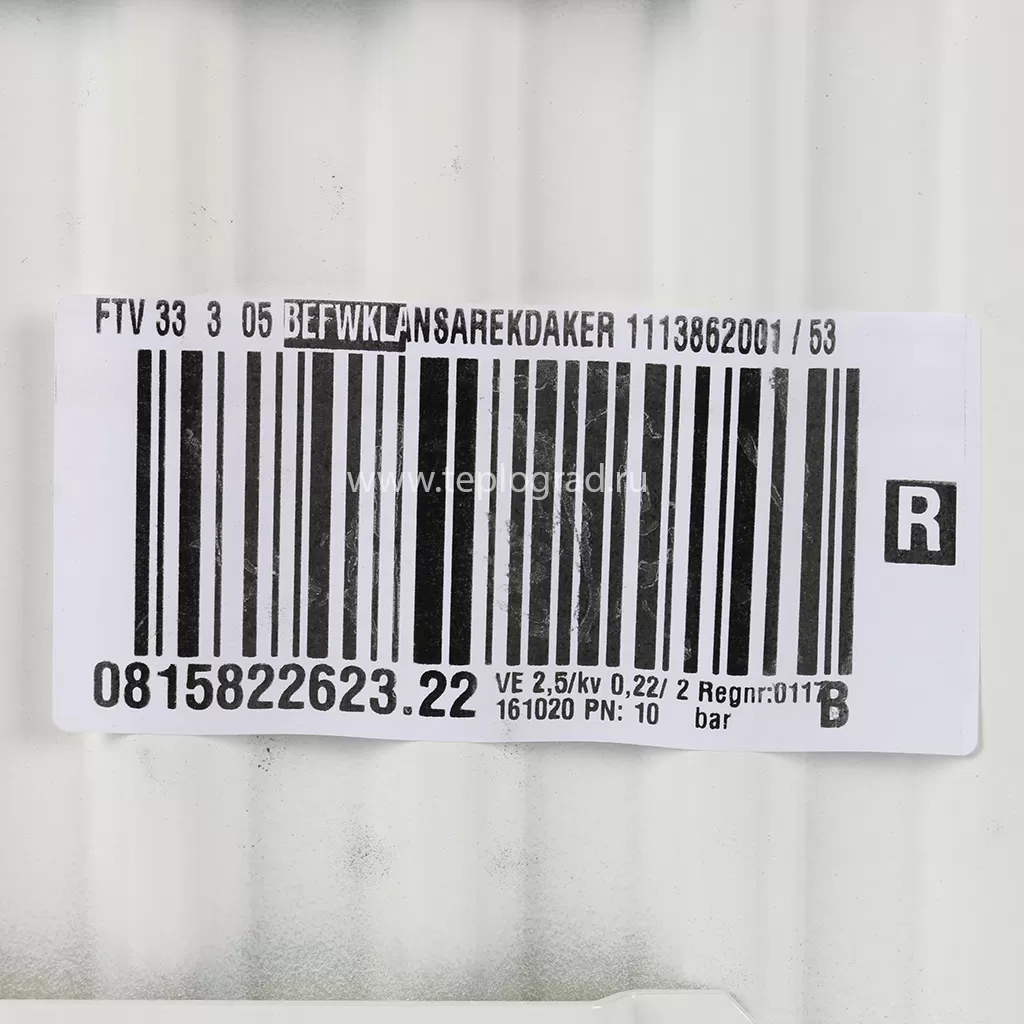 FTV 33 3 05 BEFWKLANSAREKDAKER 1113862001 / 53
www.teplograd.ru
R
0815822623.22
VE 2,5/kv 0,22/ 2 Regnr:0117
161020 PN: 10 bar
B